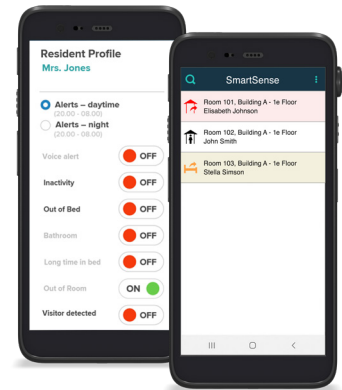 Resident Profile
Mrs. Jones
Alerts – daytime
(20.00 - 08.00)
Alerts – night
(20.00 - 08.00)
Voice alert
OFF
Inactivity
OFF
Out of Bed
OFF
Bathroom
OFF
Long time in bed
OFF
Out of Room
ON
Visitor detected
OFF
SmartSense
Room 101, Building A - 1e Floor
Elisabeth Johnson
Room 102, Building A - 1e Floor
John Smith
Room 103, Building A - 1e Floor
Stella Simson